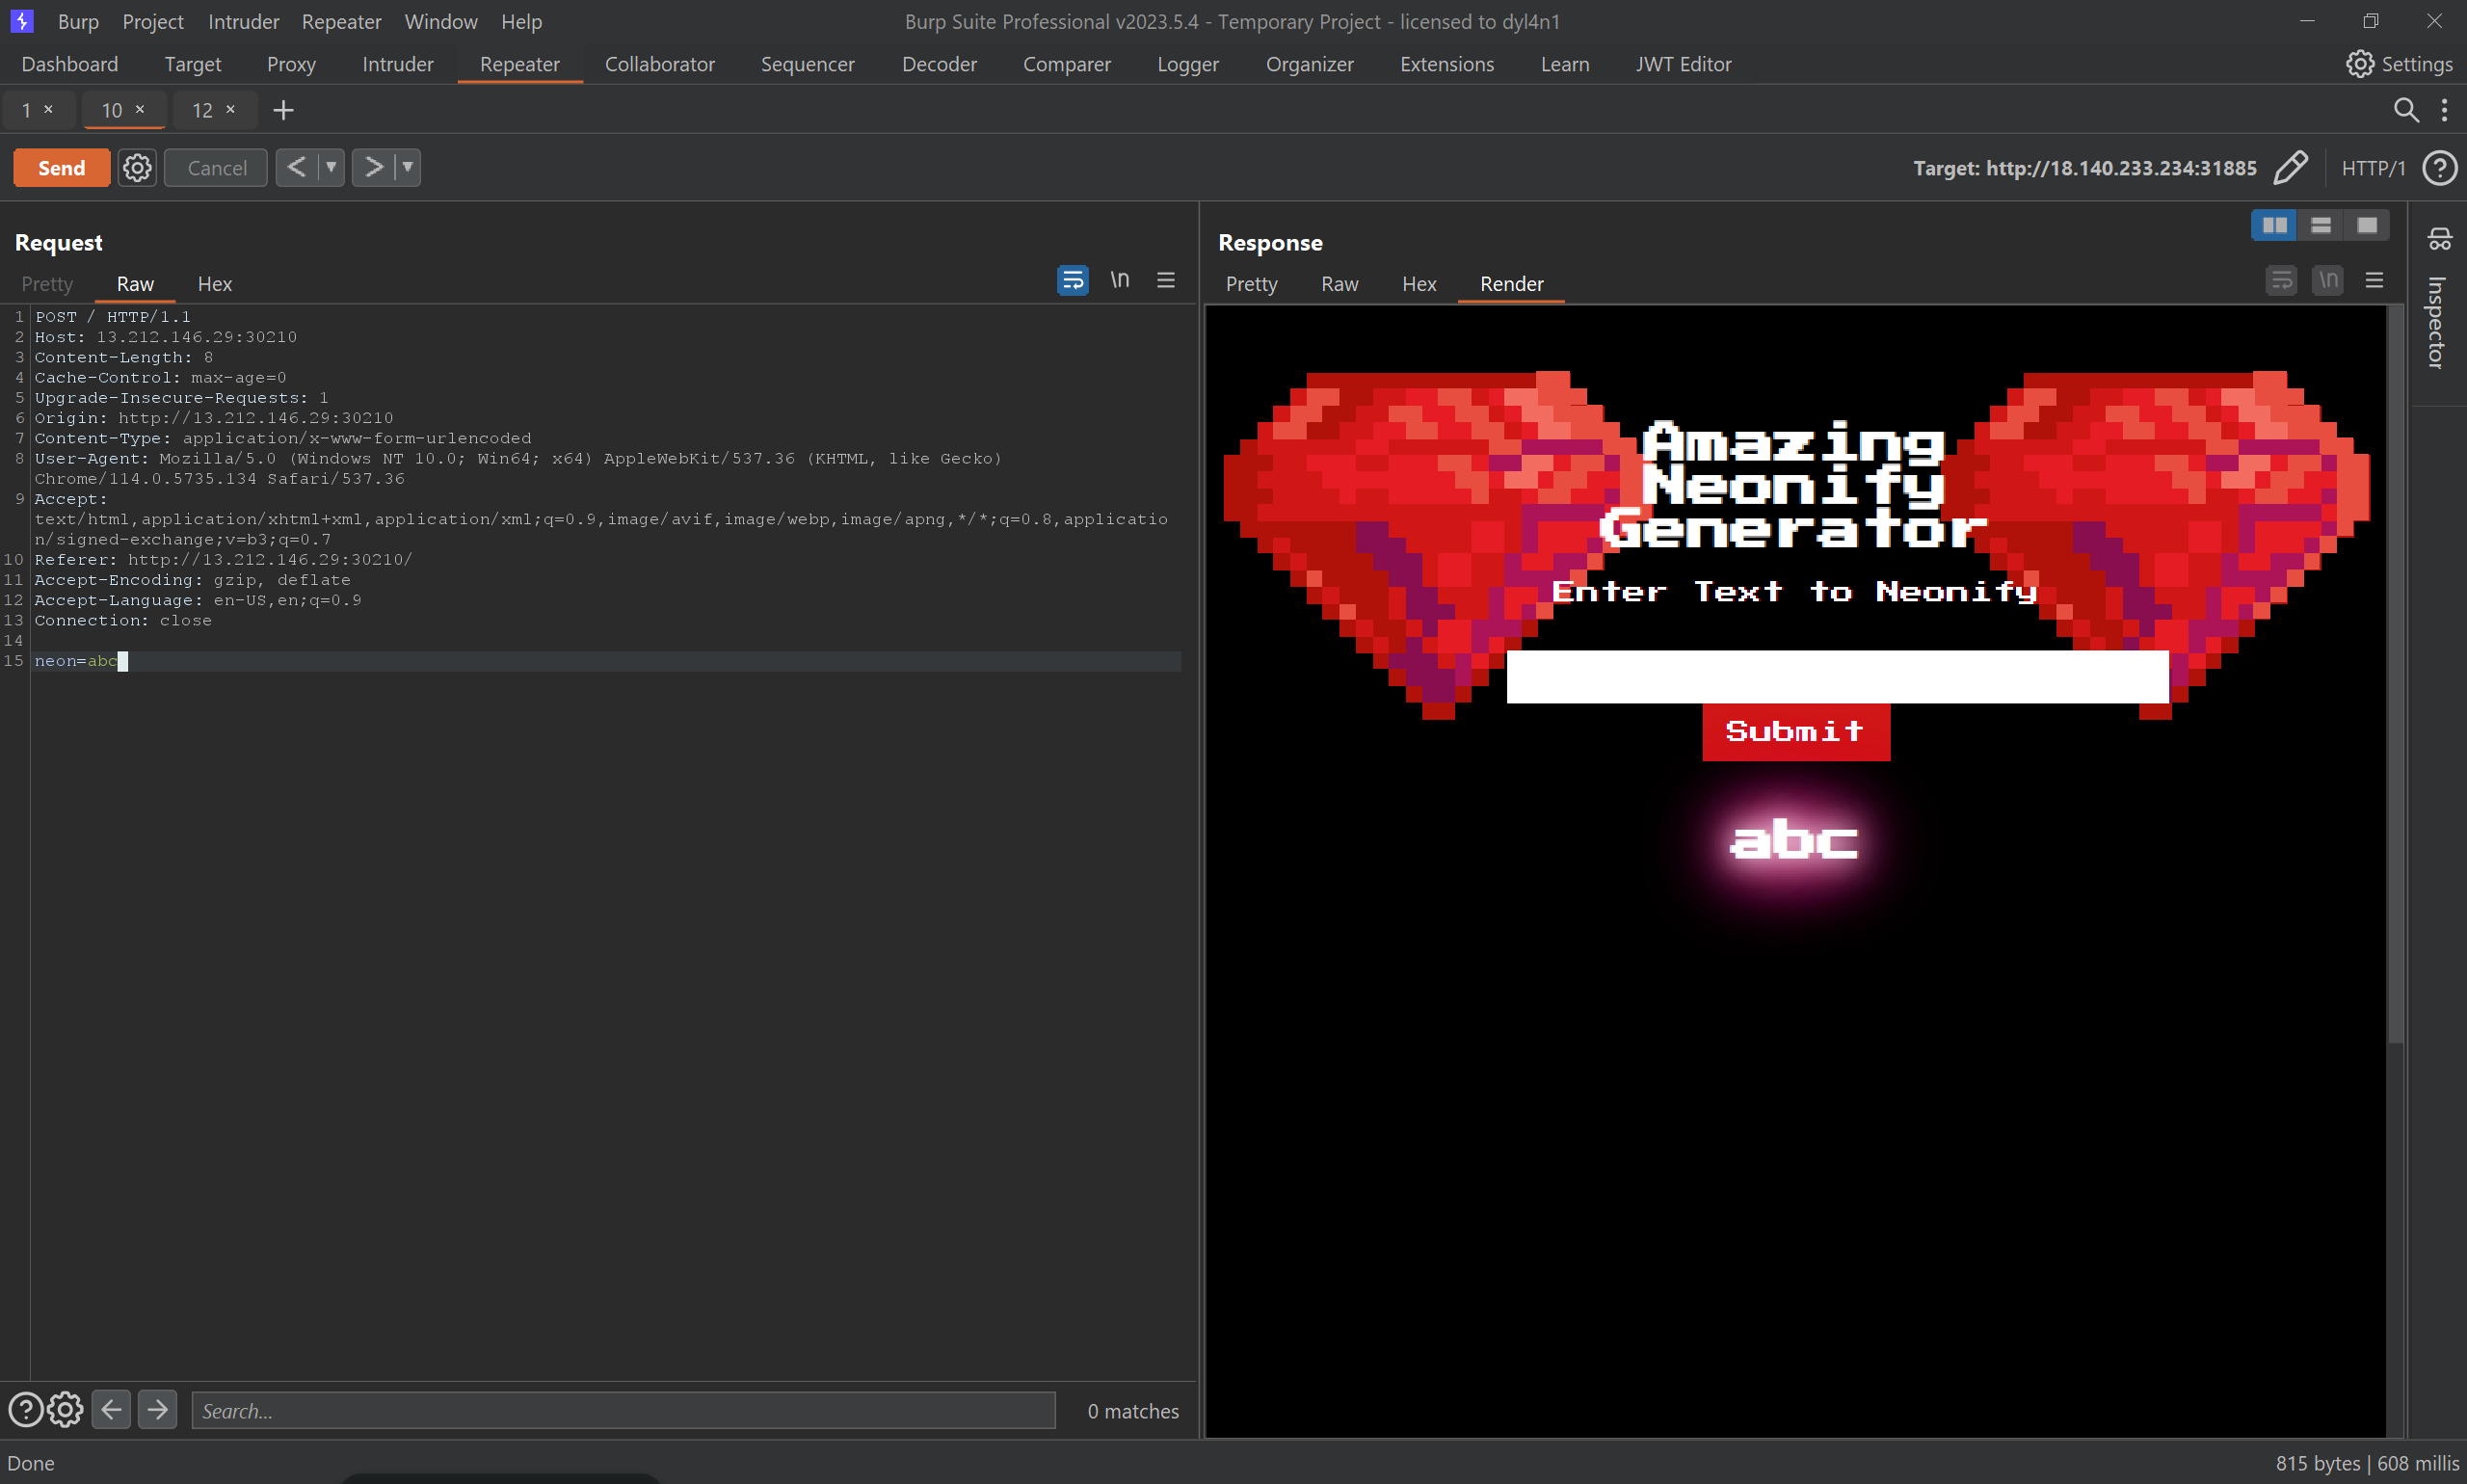 Burp Project Intruder Repeater Window Help Burp Suite Professional v2023.5.4 - Temporary Project - licensed to dyl4n1
Dashboard Target Proxy Intruder Repeater Collaborator Sequencer Decoder Comparer Logger Organizer Extensions Learn JWT Editor Settings
1 × 10 × 12 × +
Send Cancel < > Target: http://18.140.233.234:31885 HTTP/1 ?
Request
Pretty Raw Hex \n
1 POST / HTTP/1.1
2 Host: 13.212.146.29:30210
3 Content-Length: 8
4 Cache-Control: max-age=0
5 Upgrade-Insecure-Requests: 1
6 Origin: http://13.212.146.29:30210
7 Content-Type: application/x-www-form-urlencoded
8 User-Agent: Mozilla/5.0 (Windows NT 10.0; Win64; x64) AppleWebKit/537.36 (KHTML, like Gecko)
Chrome/114.0.5735.134 Safari/537.36
9 Accept:
text/html,application/xhtml+xml,application/xml;q=0.9,image/avif,image/webp,image/apng,*/*;q=0.8,applicatio
n/signed-exchange;v=b3;q=0.7
10 Referer: http://13.212.146.29:30210/
11 Accept-Encoding: gzip, deflate
12 Accept-Language: en-US,en;q=0.9
13 Connection: close
14
15 neon=abc
Response
Pretty Raw Hex Render \n
Amazing
Neonify
Generator
Enter Text to Neonify
Submit
abc
Inspector
? Search... 0 matches
Done 815 bytes | 608 millis